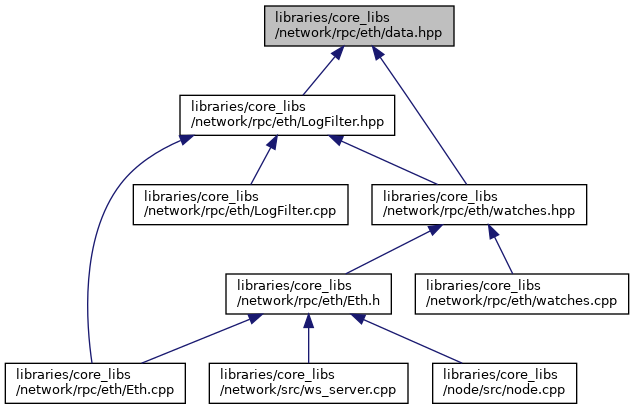 libraries/core_libs
/network/rpc/eth/data.hpp
libraries/core_libs
/network/rpc/eth/LogFilter.hpp
libraries/core_libs
/network/rpc/eth/LogFilter.cpp
libraries/core_libs
/network/rpc/eth/watches.hpp
libraries/core_libs
/network/rpc/eth/Eth.h
libraries/core_libs
/network/rpc/eth/watches.cpp
libraries/core_libs
/network/rpc/eth/Eth.cpp
libraries/core_libs
/network/src/ws_server.cpp
libraries/core_libs
/node/src/node.cpp